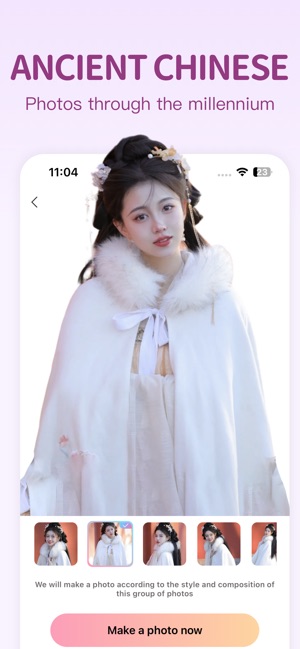 ANCIENT CHINESE
Photos through the millennium
11:04
23
We will make a photo according to the style and composition of
this group of photos
Make a photo now